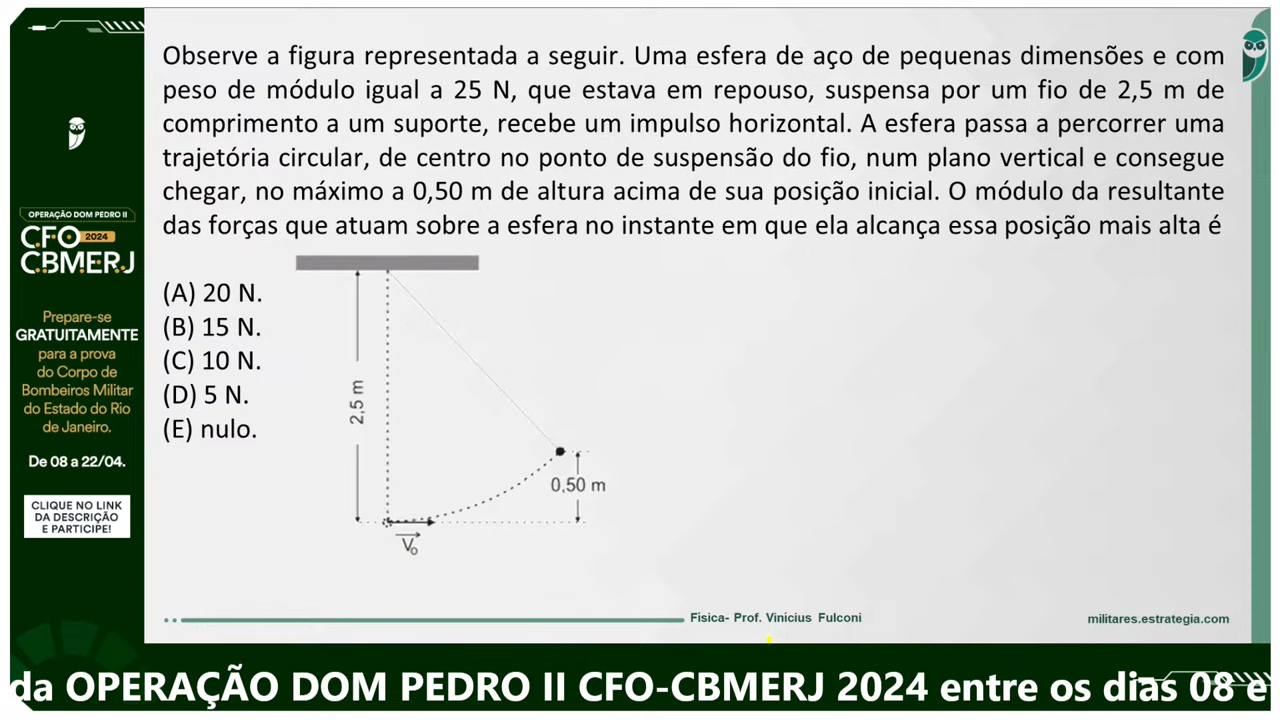 Observe a figura representada a seguir. Uma esfera de aço de pequenas dimensões e com
peso de módulo igual a 25 N, que estava em repouso, suspensa por um fio de 2,5 m de
comprimento a um suporte, recebe um impulso horizontal. A esfera passa a percorrer uma
trajetória circular, de centro no ponto de suspensão do fio, num plano vertical e consegue
chegar, no máximo a 0,50 m de altura acima de sua posição inicial. O módulo da resultante
das forças que atuam sobre a esfera no instante em que ela alcança essa posição mais alta é
(A) 20 N.
(B) 15 N.
(C) 10 N.
(D) 5 N.
(E) nulo.
2,5 m
0,50 m
V₀
OPERAÇÃO DOM PEDRO II
CFO 2024
CBMERJ
Prepare-se
GRATUITAMENTE
para a prova
do Corpo de
Bombeiros Militar
do Estado do Rio
de Janeiro.
De 08 a 22/04.
CLIQUE NO LINK
DA DESCRIÇÃO
E PARTICIPE!
Física- Prof. Vinícius Fulconi
militares.estrategia.com
da OPERAÇÃO DOM PEDRO II CFO-CBMERJ 2024 entre os dias 08 e